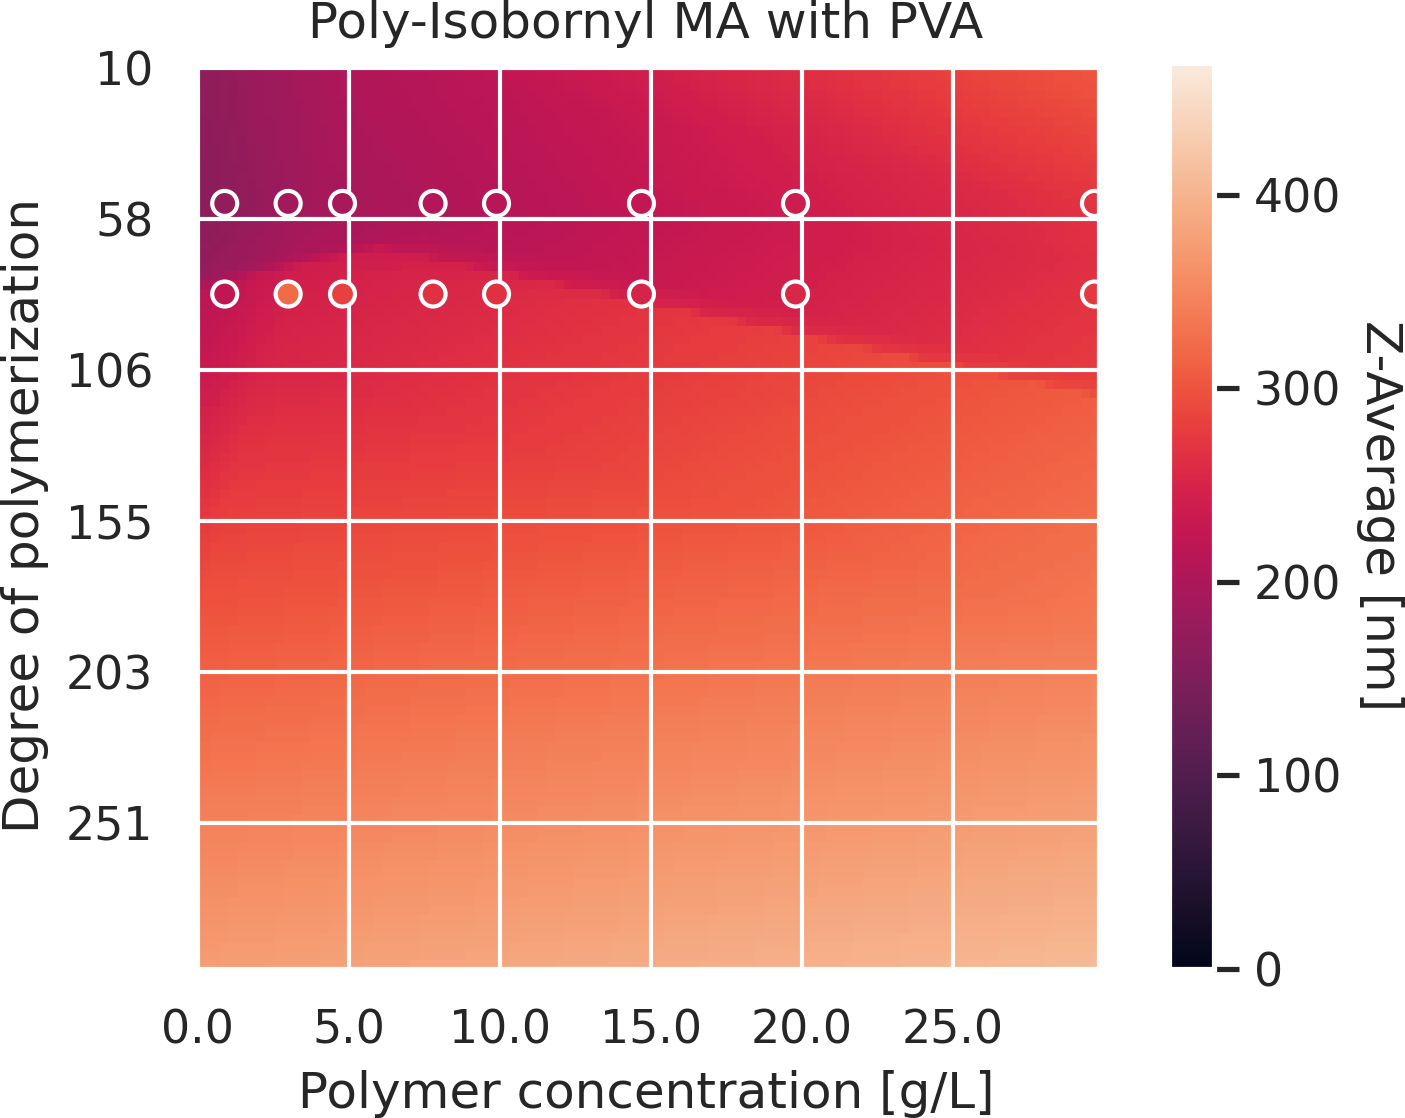 Poly-Isobornyl MA with PVA
10
58
106
155
203
251
Degree of polymerization
0.0 5.0 10.0 15.0 20.0 25.0
Polymer concentration [g/L]
400
300
200
100
0
Z-Average [nm]